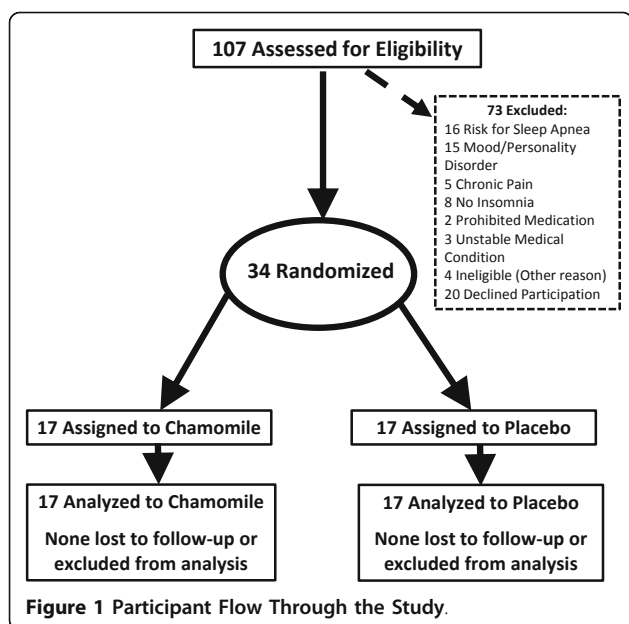 107 Assessed for Eligibility
73 Excluded:
16 Risk for Sleep Apnea
15 Mood/Personality
Disorder
5 Chronic Pain
8 No Insomnia
2 Prohibited Medication
3 Unstable Medical
Condition
4 Ineligible (Other reason)
20 Declined Participation
34 Randomized
17 Assigned to Chamomile
17 Assigned to Placebo
17 Analyzed to Chamomile
None lost to follow-up or
excluded from analysis
17 Analyzed to Placebo
None lost to follow-up or
excluded from analysis
Figure 1 Participant Flow Through the Study.